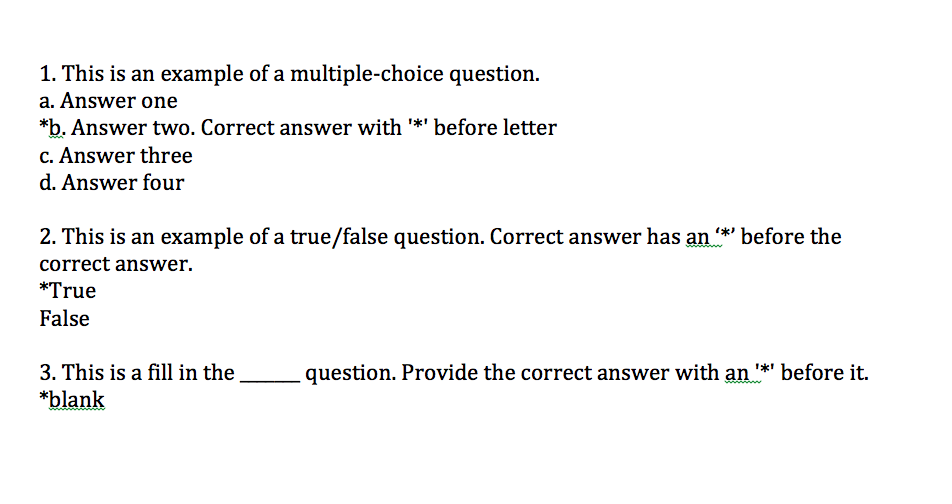 1. This is an example of a multiple-choice question.
a. Answer one
*b. Answer two. Correct answer with '*' before letter
c. Answer three
d. Answer four
2. This is an example of a true/false question. Correct answer has an ‘*’ before the
correct answer.
*True
False
3. This is a fill in the ______ question. Provide the correct answer with an '*' before it.
*blank